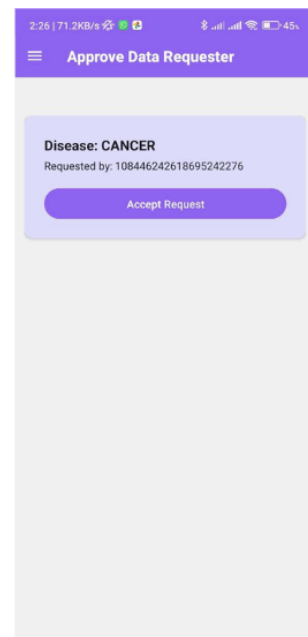 2:26 | 71.2KB/s 45%
Approve Data Requester
Disease: CANCER
Requested by: 108446242618695242276
Accept Request